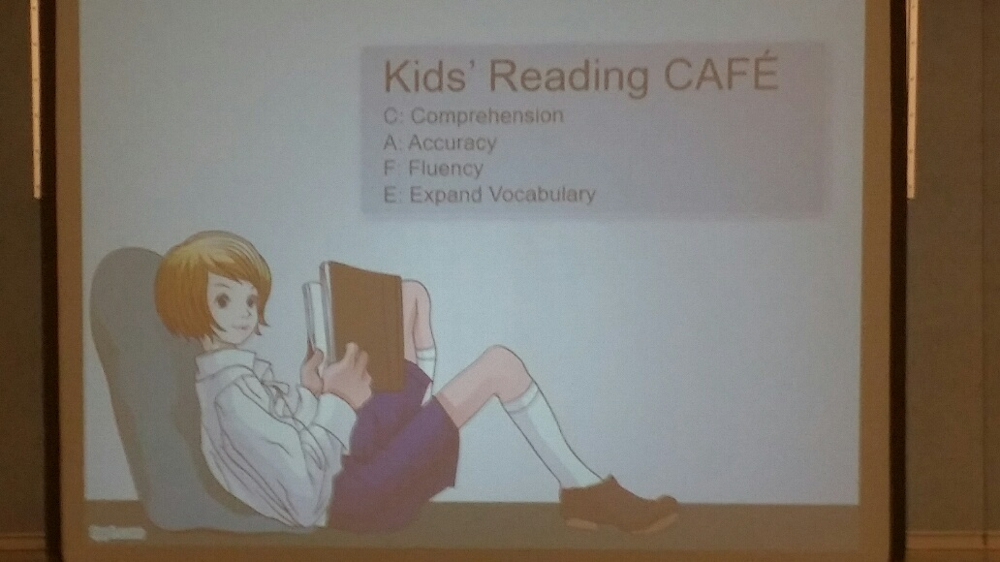 Kids' Reading CAFÉ
C: Comprehension
A: Accuracy
F: Fluency
E: Expand Vocabulary